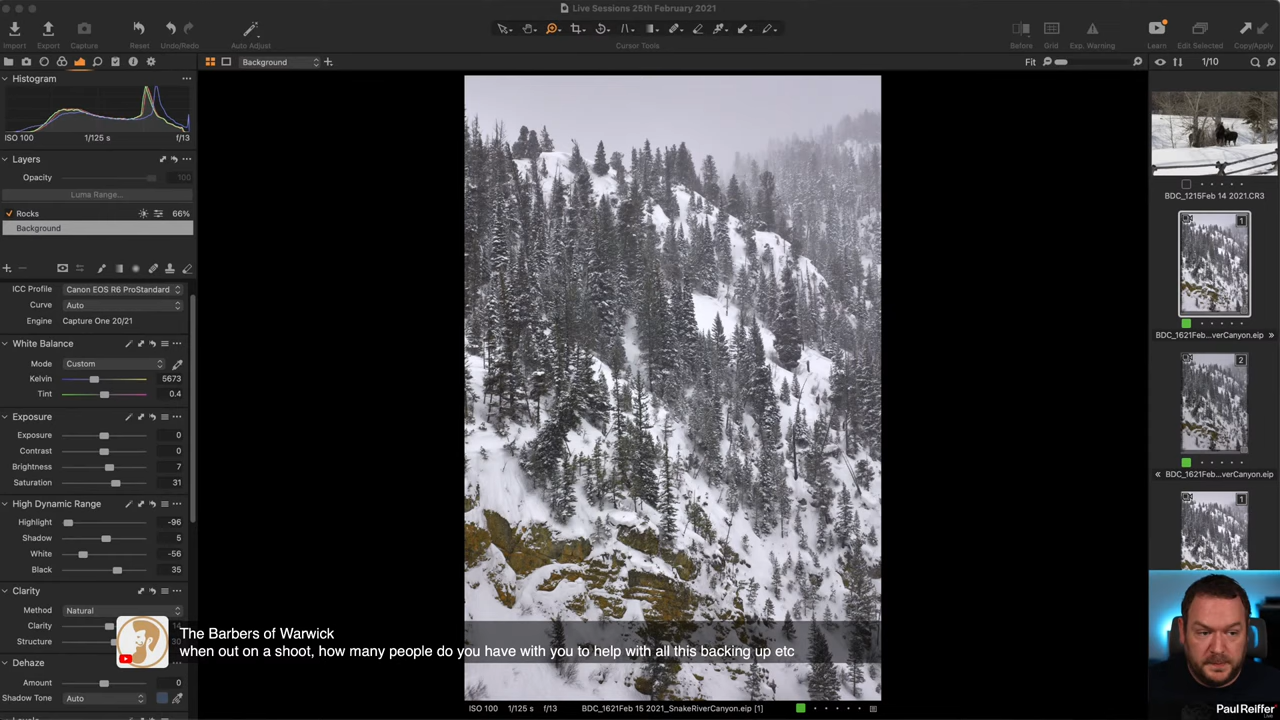 Live Sessions 25th February 2021
Import
Export
Capture
Reset
Undo/Redo
Auto Adjust
Cursor Tools
Before
Grid
Exp. Warning
Learn
Edit Selected
Copy/Apply
Background
Fit
1/10
Histogram
ISO 100 1/125 s f/13
Layers
Opacity 100
Luma Range...
Rocks 66%
Background
ICC Profile Canon EOS R6 ProStandard
Curve Auto
Engine Capture One 20/21
White Balance
Mode Custom
Kelvin 5673
Tint 0.4
Exposure
Exposure 0
Contrast 0
Brightness 7
Saturation 31
High Dynamic Range
Highlight -96
Shadow 5
White -56
Black 35
Clarity
Method Natural
Clarity 14
Structure 30
Dehaze
Amount 0
Shadow Tone Auto
The Barbers of Warwick
when out on a shoot, how many people do you have with you to help with all this backing up etc
ISO 100 1/125 s f/13 BDC_1621Feb 15 2021_SnakeRiverCanyon.eip [1]
BDC_1215Feb 14 2021.CR3
1
BDC_1621Feb...verCanyon.eip
2
BDC_1621Feb...verCanyon.eip
1
Paul Reiffer
Live